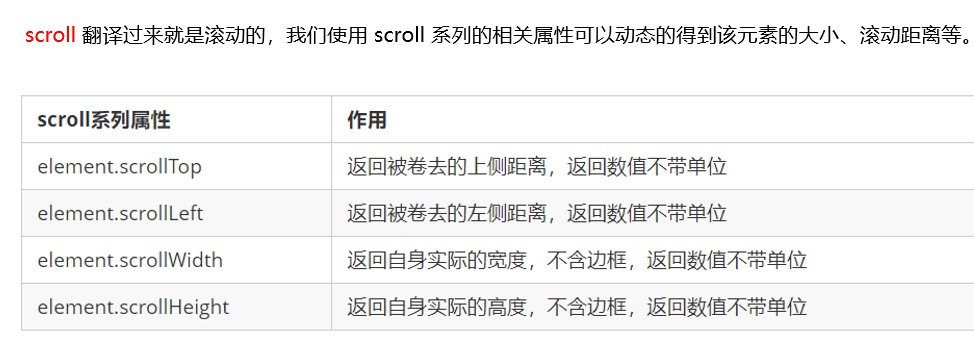 scroll 翻译过来就是滚动的，我们使用 scroll 系列的相关属性可以动态的得到该元素的大小、滚动距离等。
scroll系列属性 作用
element.scrollTop 返回被卷去的上侧距离，返回数值不带单位
element.scrollLeft 返回被卷去的左侧距离，返回数值不带单位
element.scrollWidth 返回自身实际的宽度，不含边框，返回数值不带单位
element.scrollHeight 返回自身实际的高度，不含边框，返回数值不带单位